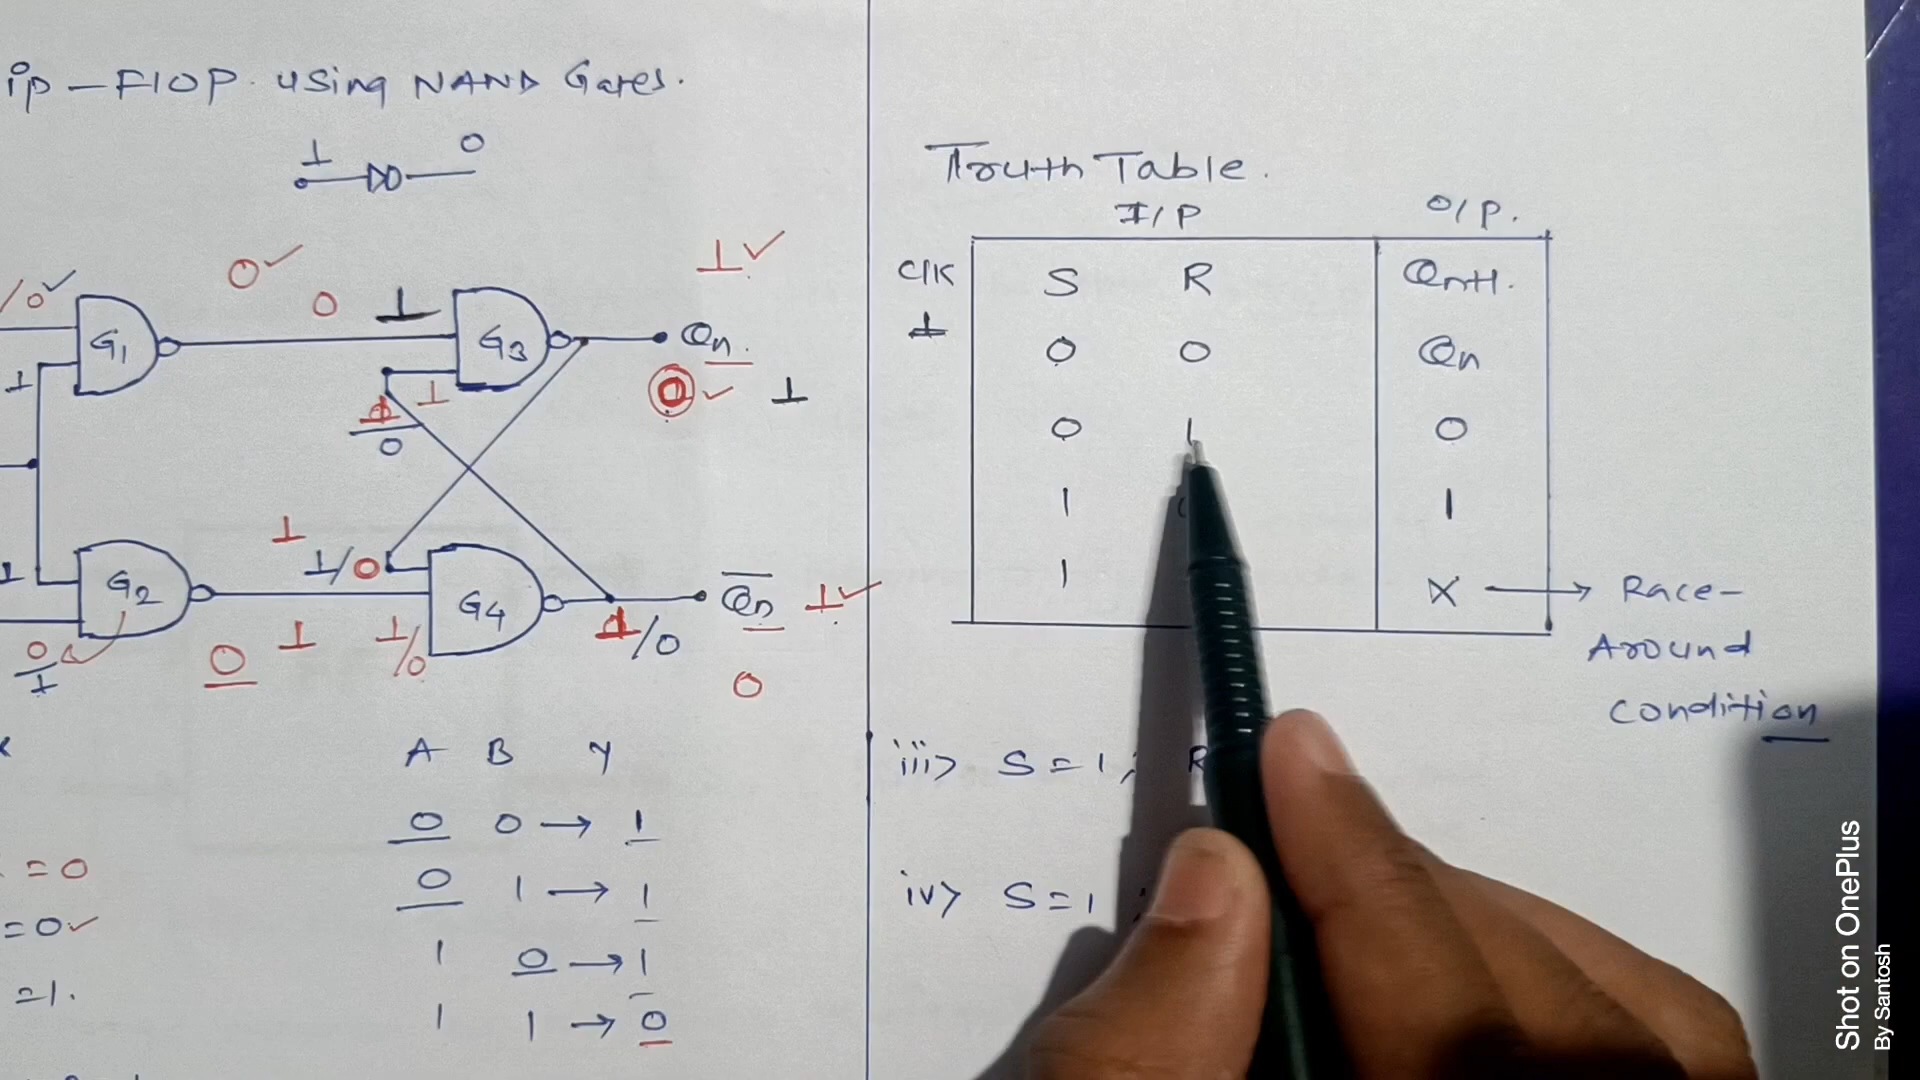 ip-FlOP using NAND Gates.
1 0
/0 0 0 1 1
G1 G3 Qn.
1 1 0 1
1
0
1
1 G2 1/0 G4 Qn 1
0
1 0 1 1/0 1/0 0
A B Y
0 0 → 1
0 1 → 1
1 0 → 1
1 1 → 0
= 0
= 0
= 1.
Truth Table.
I/P O/P.
Clk S R Qn+1.
1 0 0 Qn
0 1 0
1 1
1 X → Race-
Around
condition
iii> S = 1; R
iv> S = 1
Shot on OnePlus
By Santosh